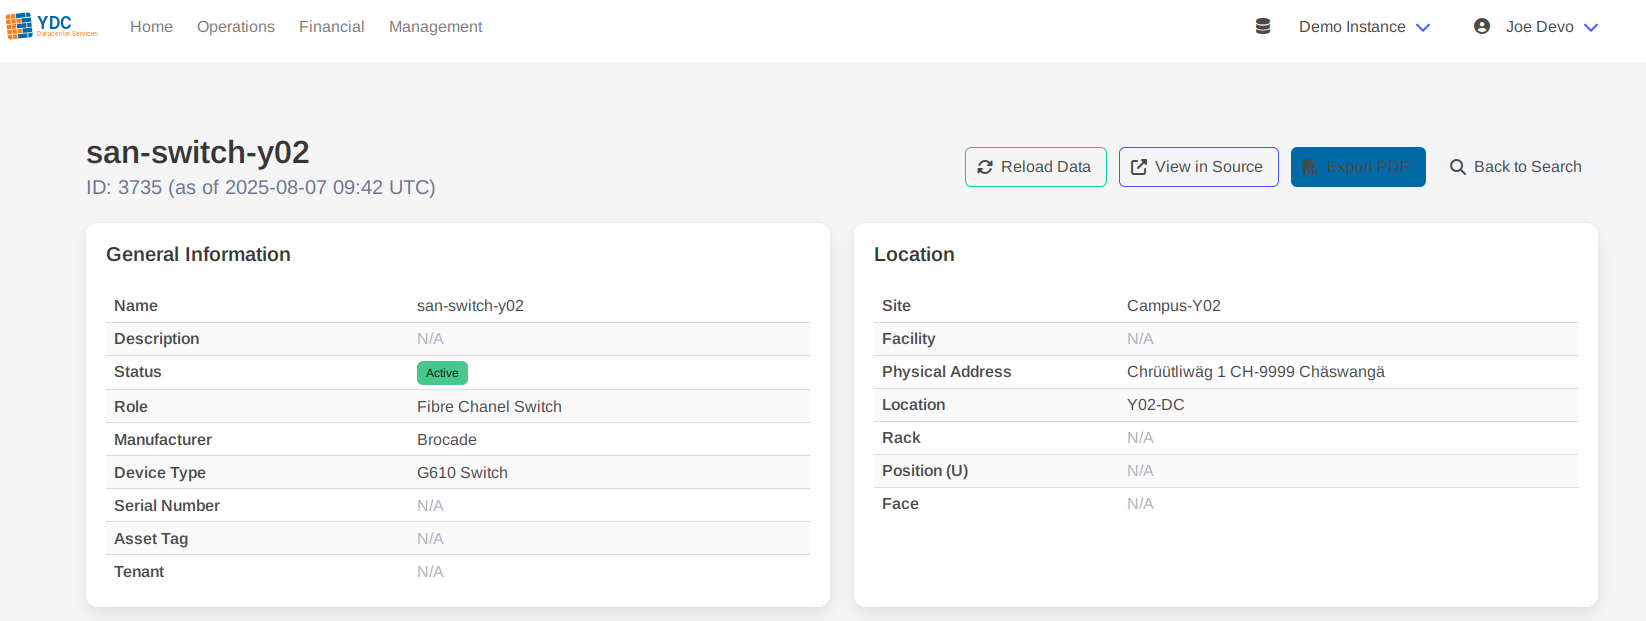 YDC
Datacenter Services
Home Operations Financial Management Demo Instance Joe Devo
san-switch-y02
ID: 3735 (as of 2025-08-07 09:42 UTC)
Reload Data View in Source Export PDF Back to Search
General Information
Name san-switch-y02
Description N/A
Status Active
Role Fibre Chanel Switch
Manufacturer Brocade
Device Type G610 Switch
Serial Number N/A
Asset Tag N/A
Tenant N/A
Location
Site Campus-Y02
Facility N/A
Physical Address Chrüütliwäg 1 CH-9999 Chäswangä
Location Y02-DC
Rack N/A
Position (U) N/A
Face N/A